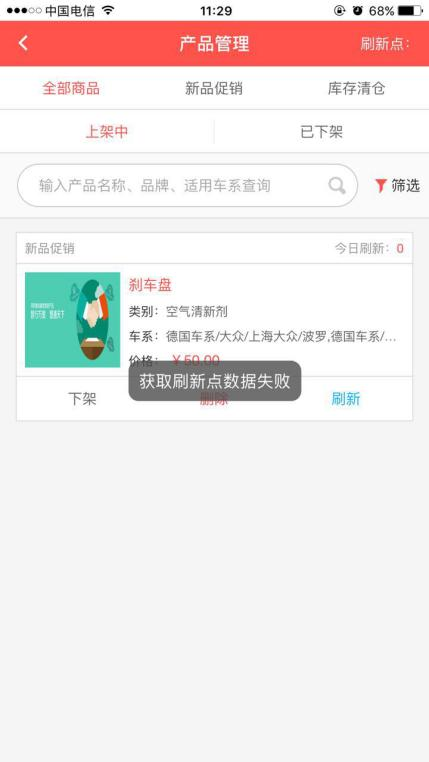 中国电信 11:29 68%
产品管理 刷新点:
全部商品 新品促销 库存清仓
上架中 已下架
输入产品名称、品牌、适用车系查询 筛选
新品促销 今日刷新: 0
刹车盘
类别: 空气清新剂
车系: 德国车系/大众/上海大众/波罗,德国车系/...
价格: ￥50.00
获取刷新点数据失败
下架 删除 刷新